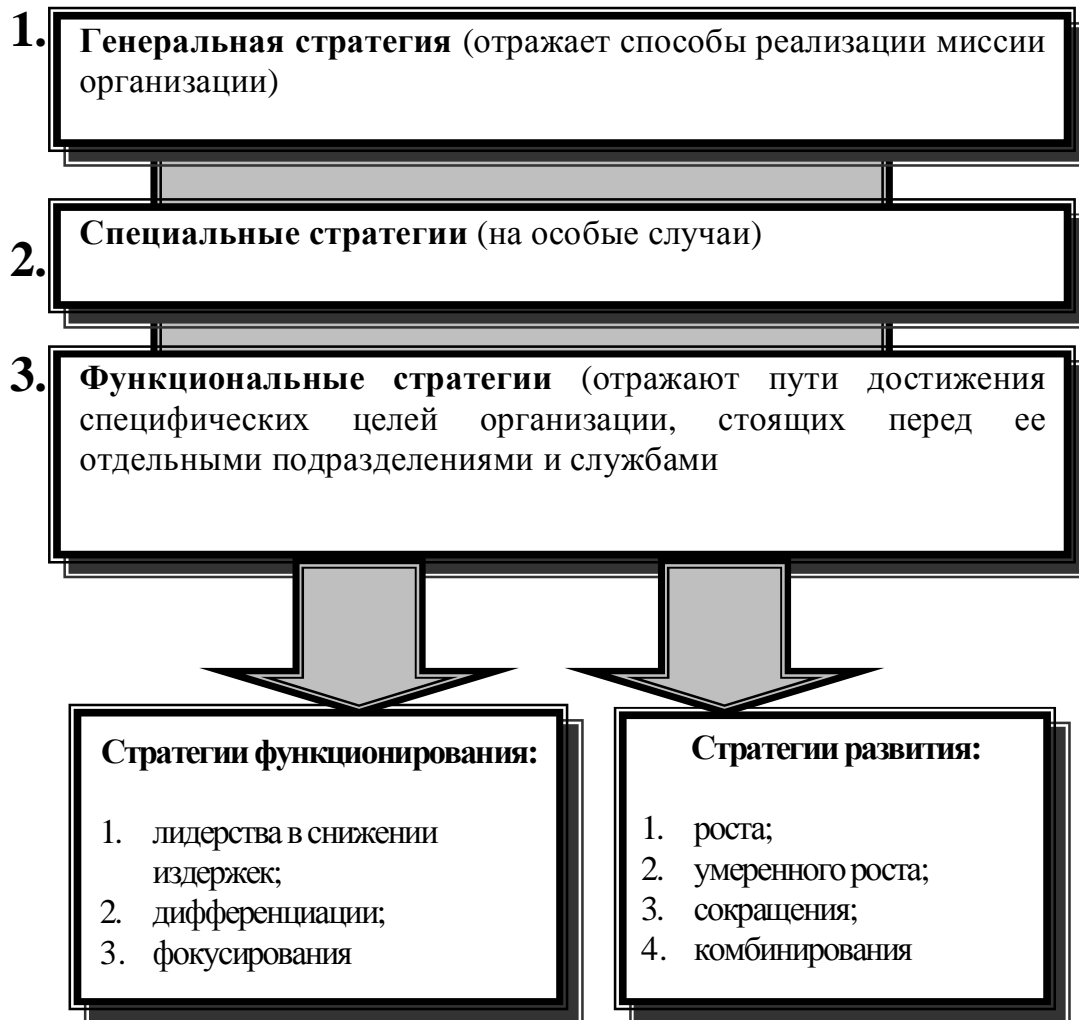 1.
Генеральная стратегия (отражает способы реализации миссии
организации)
2.
Специальные стратегии (на особые случаи)
3.
Функциональные стратегии (отражают пути достижения
специфических целей организации, стоящих перед ее
отдельными подразделениями и службами
Стратегии функционирования:
1. лидерства в снижении
издержек;
2. дифференциации;
3. фокусирования
Стратегии развития:
1. роста;
2. умеренного роста;
3. сокращения;
4. комбинирования